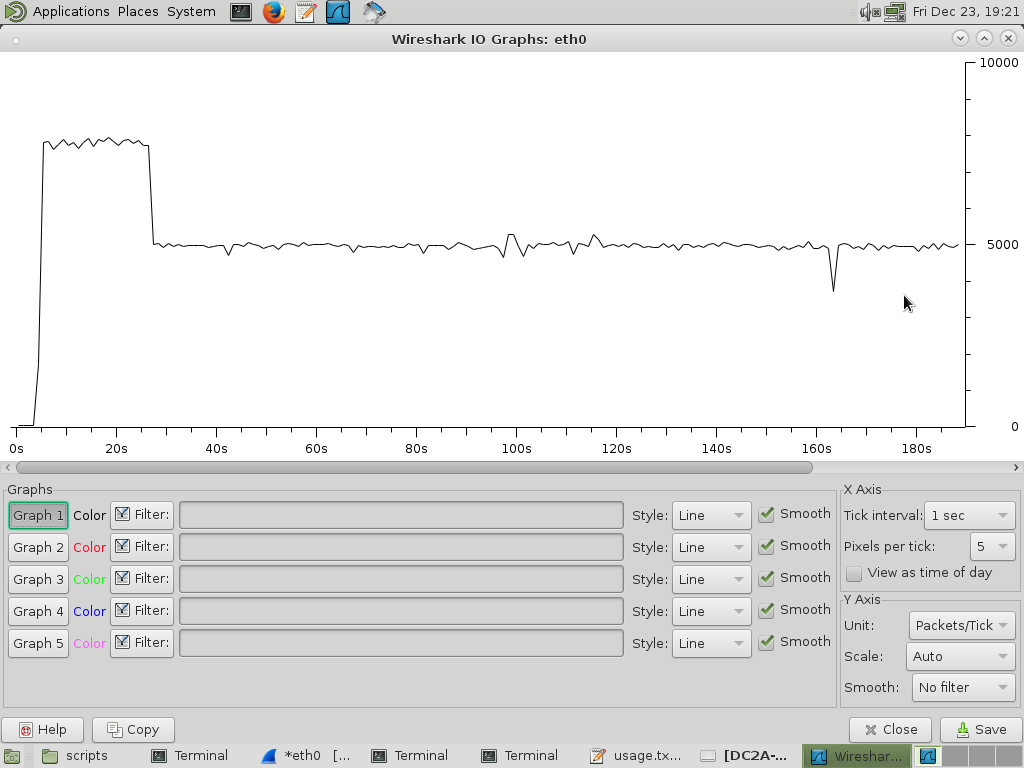 Applications Places System Fri Dec 23, 19:21
Wireshark IO Graphs: eth0
10000
5000
0
0s 20s 40s 60s 80s 100s 120s 140s 160s 180s
Graphs
Graph 1 Color Filter: Style: Line Smooth
Graph 2 Color Filter: Style: Line Smooth
Graph 3 Color Filter: Style: Line Smooth
Graph 4 Color Filter: Style: Line Smooth
Graph 5 Color Filter: Style: Line Smooth
X Axis
Tick interval: 1 sec
Pixels per tick: 5
View as time of day
Y Axis
Unit: Packets/Tick
Scale: Auto
Smooth: No filter
Help Copy Close Save
scripts Terminal *eth0 [... Terminal Terminal usage.tx... [DC2A-... Wireshar...